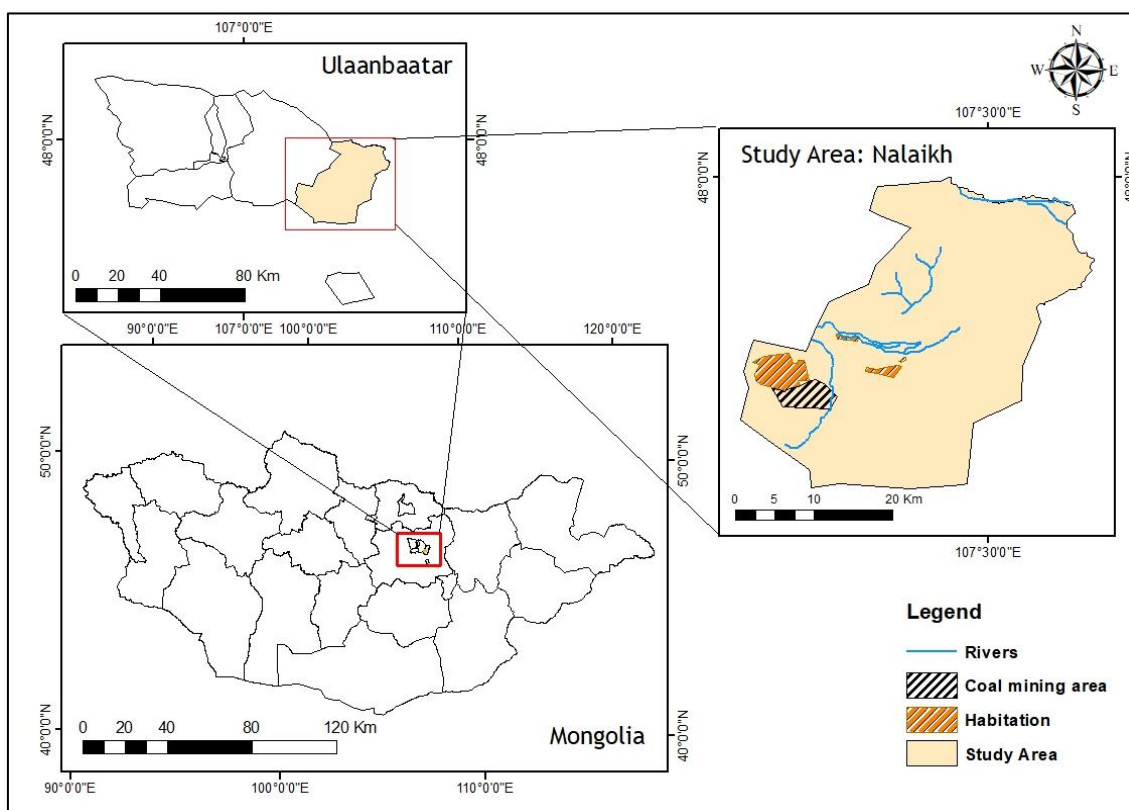 107°0'0"E
Ulaanbaatar
48°0'0"N
48°0'0"N
0 20 40 80 Km
N
W E
S
107°30'0"E
Study Area: Nalaikh
48°0'0"N
48°0'0"N
0 5 10 20 Km
107°30'0"E
90°0'0"E 107°0'0"E 100°0'0"E 110°0'0"E 120°0'0"E
50°0'0"N
50°0'0"N
40°0'0"N
40°0'0"N
0 20 40 80 120 Km
Mongolia
90°0'0"E 100°0'0"E 110°0'0"E
Legend
Rivers
Coal mining area
Habitation
Study Area